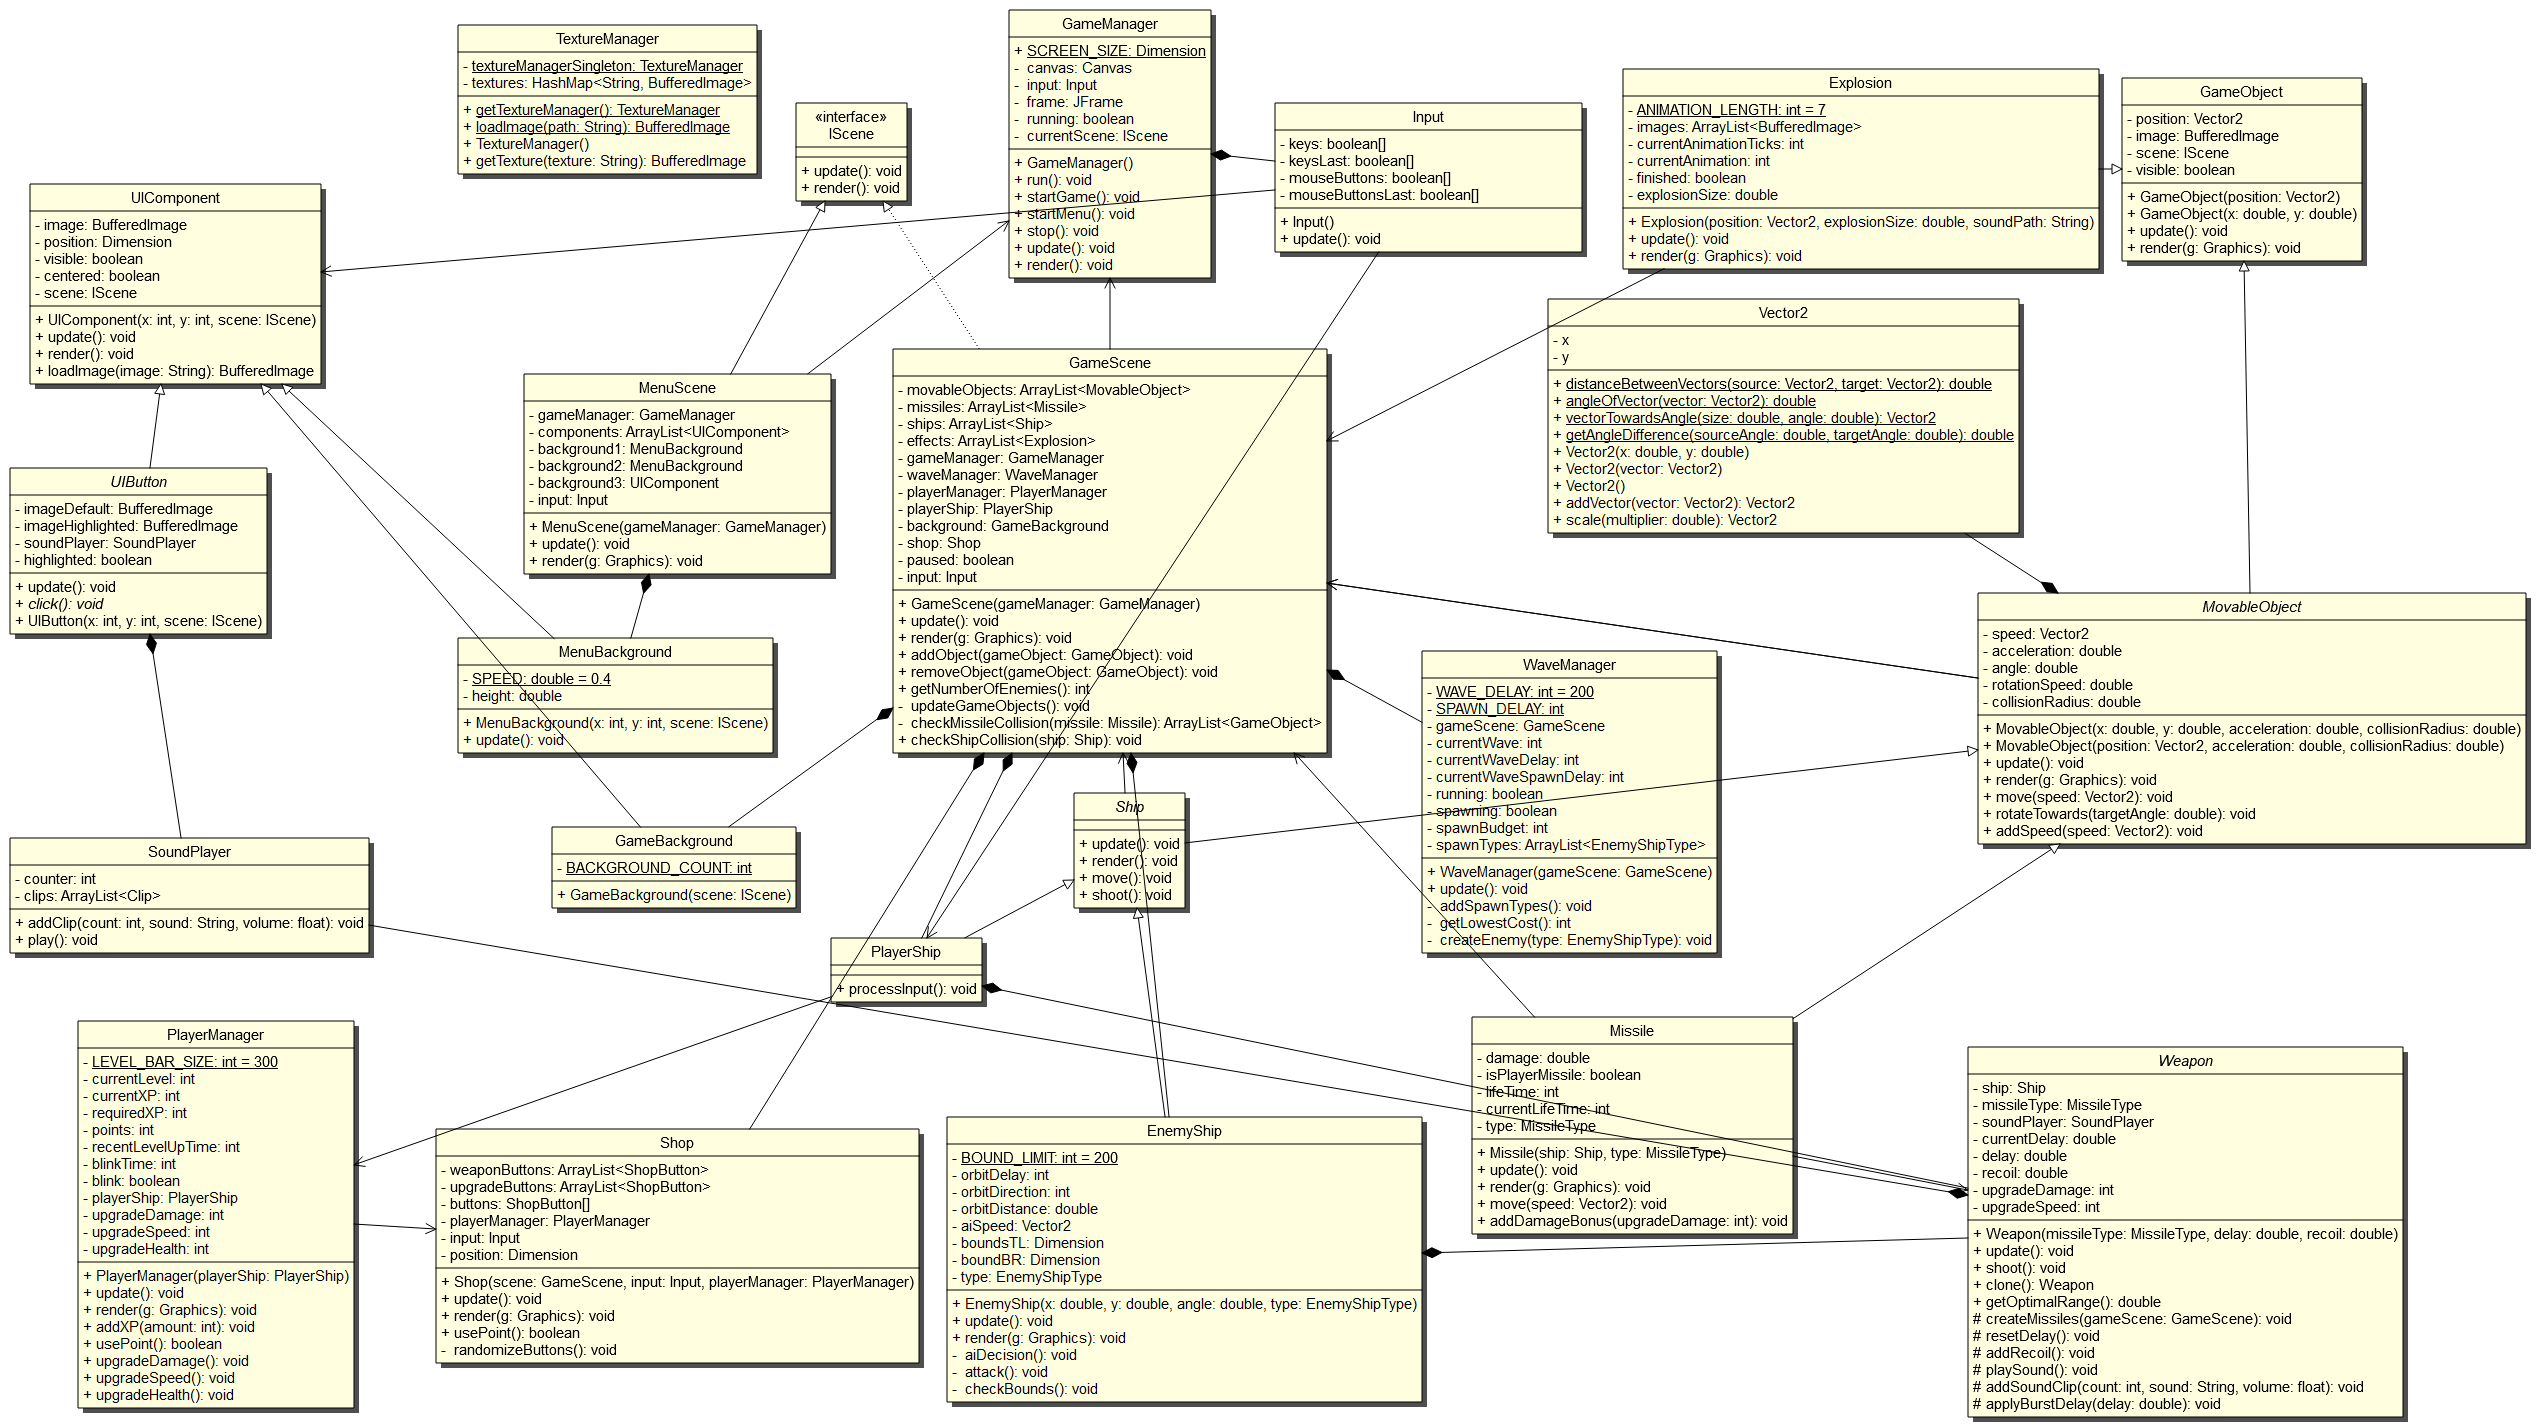 TextureManager
- textureManagerSingleton: TextureManager
- textures: HashMap<String, BufferedImage>
+ getTextureManager(): TextureManager
+ loadImage(path: String): BufferedImage
+ TextureManager()
+ getTexture(texture: String): BufferedImage
«interface»
IScene
+ update(): void
+ render(): void
GameManager
+ SCREEN_SIZE: Dimension
- canvas: Canvas
- input: Input
- frame: JFrame
- running: boolean
- currentScene: IScene
+ GameManager()
+ run(): void
+ startGame(): void
+ startMenu(): void
+ stop(): void
+ update(): void
+ render(): void
Input
- keys: boolean[]
- keysLast: boolean[]
- mouseButtons: boolean[]
- mouseButtonsLast: boolean[]
+ Input()
+ update(): void
Explosion
- ANIMATION_LENGTH: int = 7
- images: ArrayList<BufferedImage>
- currentAnimationTicks: int
- currentAnimation: int
- finished: boolean
- explosionSize: double
+ Explosion(position: Vector2, explosionSize: double, soundPath: String)
+ update(): void
+ render(g: Graphics): void
GameObject
- position: Vector2
- image: BufferedImage
- scene: IScene
- visible: boolean
+ GameObject(position: Vector2)
+ GameObject(x: double, y: double)
+ update(): void
+ render(g: Graphics): void
UIComponent
- image: BufferedImage
- position: Dimension
- visible: boolean
- centered: boolean
- scene: IScene
+ UIComponent(x: int, y: int, scene: IScene)
+ update(): void
+ render(): void
+ loadImage(image: String): BufferedImage
Vector2
- x
- y
+ distanceBetweenVectors(source: Vector2, target: Vector2): double
+ angleOfVector(vector: Vector2): double
+ vectorTowardsAngle(size: double, angle: double): Vector2
+ getAngleDifference(sourceAngle: double, targetAngle: double): double
+ Vector2(x: double, y: double)
+ Vector2(vector: Vector2)
+ Vector2()
+ addVector(vector: Vector2): Vector2
+ scale(multiplier: double): Vector2
MenuScene
- gameManager: GameManager
- components: ArrayList<UIComponent>
- background1: MenuBackground
- background2: MenuBackground
- background3: UIComponent
- input: Input
+ MenuScene(gameManager: GameManager)
+ update(): void
+ render(g: Graphics): void
GameScene
- movableObjects: ArrayList<MovableObject>
- missiles: ArrayList<Missile>
- ships: ArrayList<Ship>
- effects: ArrayList<Explosion>
- gameManager: GameManager
- waveManager: WaveManager
- playerManager: PlayerManager
- playerShip: PlayerShip
- background: GameBackground
- shop: Shop
- paused: boolean
- input: Input
+ GameScene(gameManager: GameManager)
+ update(): void
+ render(g: Graphics): void
+ addObject(gameObject: GameObject): void
+ removeObject(gameObject: GameObject): void
+ getNumberOfEnemies(): int
- updateGameObjects(): void
- checkMissileCollision(missile: Missile): ArrayList<GameObject>
+ checkShipCollision(ship: Ship): void
UIButton
- imageDefault: BufferedImage
- imageHighlighted: BufferedImage
- soundPlayer: SoundPlayer
- highlighted: boolean
+ update(): void
+ click(): void
+ UIButton(x: int, y: int, scene: IScene)
MovableObject
- speed: Vector2
- acceleration: double
- angle: double
- rotationSpeed: double
- collisionRadius: double
+ MovableObject(x: double, y: double, acceleration: double, collisionRadius: double)
+ MovableObject(position: Vector2, acceleration: double, collisionRadius: double)
+ update(): void
+ render(g: Graphics): void
+ move(speed: Vector2): void
+ rotateTowards(targetAngle: double): void
+ addSpeed(speed: Vector2): void
MenuBackground
- SPEED: double = 0.4
- height: double
+ MenuBackground(x: int, y: int, scene: IScene)
+ update(): void
WaveManager
- WAVE_DELAY: int = 200
- SPAWN_DELAY: int
- gameScene: GameScene
- currentWave: int
- currentWaveDelay: int
- currentWaveSpawnDelay: int
- running: boolean
- spawning: boolean
- spawnBudget: int
- spawnTypes: ArrayList<EnemyShipType>
+ WaveManager(gameScene: GameScene)
+ update(): void
- addSpawnTypes(): void
- getLowestCost(): int
- createEnemy(type: EnemyShipType): void
Ship
+ update(): void
+ render(): void
+ move(): void
+ shoot(): void
GameBackground
- BACKGROUND_COUNT: int
+ GameBackground(scene: IScene)
SoundPlayer
- counter: int
- clips: ArrayList<Clip>
+ addClip(count: int, sound: String, volume: float): void
+ play(): void
PlayerShip
+ processInput(): void
PlayerManager
- LEVEL_BAR_SIZE: int = 300
- currentLevel: int
- currentXP: int
- requiredXP: int
- points: int
- recentLevelUpTime: int
- blinkTime: int
- blink: boolean
- playerShip: PlayerShip
- upgradeDamage: int
- upgradeSpeed: int
- upgradeHealth: int
+ PlayerManager(playerShip: PlayerShip)
+ update(): void
+ render(g: Graphics): void
+ addXP(amount: int): void
+ usePoint(): boolean
+ upgradeDamage(): void
+ upgradeSpeed(): void
+ upgradeHealth(): void
Shop
- weaponButtons: ArrayList<ShopButton>
- upgradeButtons: ArrayList<ShopButton>
- buttons: ShopButton[]
- playerManager: PlayerManager
- input: Input
- position: Dimension
+ Shop(scene: GameScene, input: Input, playerManager: PlayerManager)
+ update(): void
+ render(g: Graphics): void
+ usePoint(): boolean
- randomizeButtons(): void
EnemyShip
- BOUND_LIMIT: int = 200
- orbitDelay: int
- orbitDirection: int
- orbitDistance: double
- aiSpeed: Vector2
- boundsTL: Dimension
- boundBR: Dimension
- type: EnemyShipType
+ EnemyShip(x: double, y: double, angle: double, type: EnemyShipType)
+ update(): void
+ render(g: Graphics): void
- aiDecision(): void
- attack(): void
- checkBounds(): void
Missile
- damage: double
- isPlayerMissile: boolean
- lifeTime: int
- currentLifeTime: int
- type: MissileType
+ Missile(ship: Ship, type: MissileType)
+ update(): void
+ render(g: Graphics): void
+ move(speed: Vector2): void
+ addDamageBonus(upgradeDamage: int): void
Weapon
- ship: Ship
- missileType: MissileType
- soundPlayer: SoundPlayer
- currentDelay: double
- delay: double
- recoil: double
- upgradeDamage: int
- upgradeSpeed: int
+ Weapon(missileType: MissileType, delay: double, recoil: double)
+ update(): void
+ shoot(): void
+ clone(): Weapon
+ getOptimalRange(): double
# createMissiles(gameScene: GameScene): void
# resetDelay(): void
# addRecoil(): void
# playSound(): void
# addSoundClip(count: int, sound: String, volume: float): void
# applyBurstDelay(delay: double): void